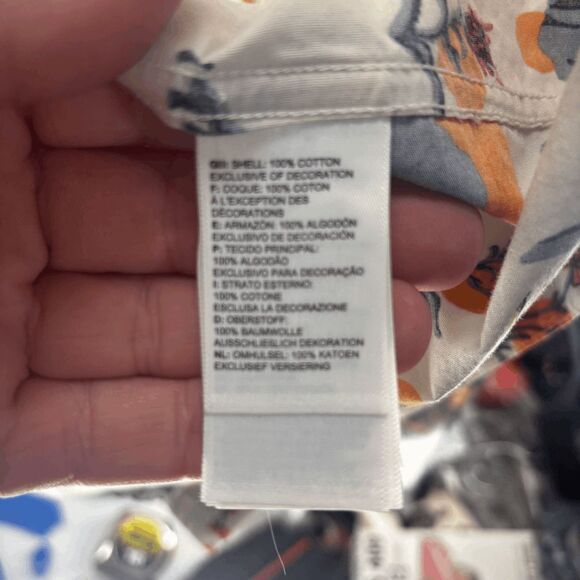 GB: SHELL: 100% COTTON
EXCLUSIVE OF DECORATION
F: COQUE: 100% COTON
À L'EXCEPTION DES
DÉCORATIONS
E: ARMAZÓN: 100% ALGODÓN
EXCLUSIVO DE DECORACIÓN
P: TECIDO PRINCIPAL:
100% ALGODÃO
EXCLUSIVO PARA DECORAÇÃO
I: STRATO ESTERNO:
100% COTONE
ESCLUSA LA DECORAZIONE
D: OBERSTOFF:
100% BAUMWOLLE
AUSSCHLIESSLICH DEKORATION
NL: OMHULSEL: 100% KATOEN
EXCLUSIEF VERSIERING